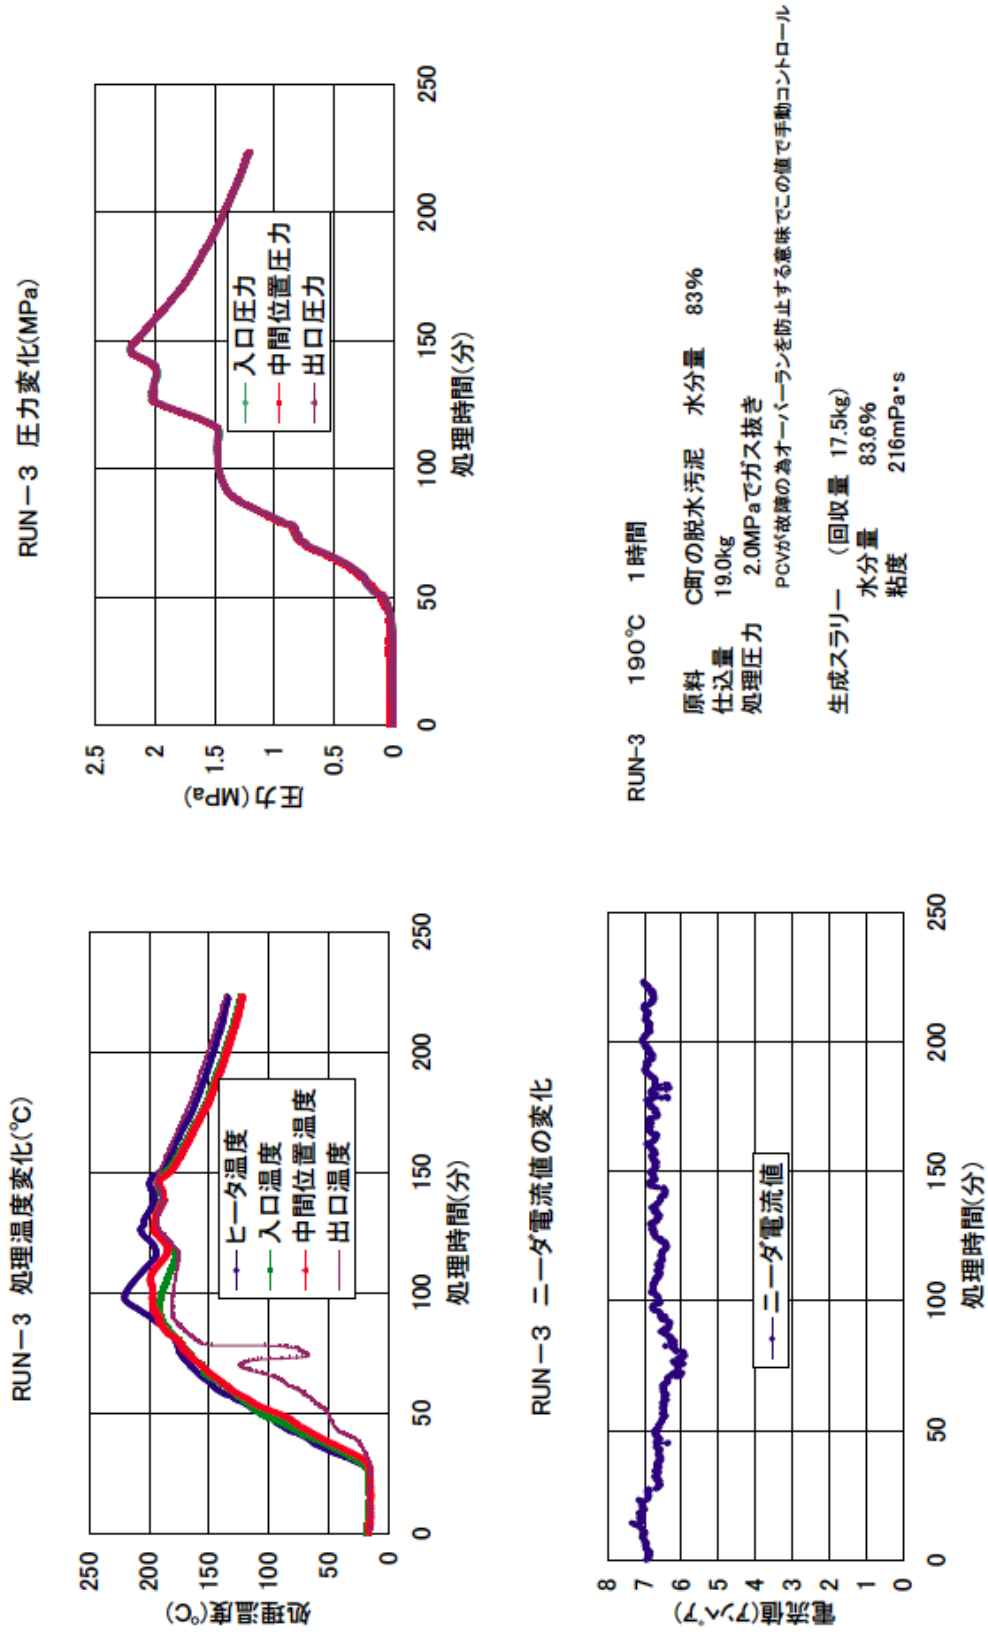 RUN－3 処理温度変化(℃)
処理温度(℃)
250
200
150
100
50
0
ヒータ温度
入口温度
中間位置温度
出口温度
0
50
100
150
200
250
処理時間(分)
RUN－3 圧力変化(MPa)
圧力(MPa)
2.5
2
1.5
1
0.5
0
入口圧力
中間位置圧力
出口圧力
0
50
100
150
200
250
処理時間(分)
RUN－3 ニーダ電流値の変化
電流値(アンペア)
8
7
6
5
4
3
2
1
0
ニーダ電流値
0
50
100
150
200
250
処理時間(分)
RUN-3 190℃ 1時間
原料 C町の脱水汚泥 水分量 83%
仕込量 19.0kg
処理圧力 2.0MPaでガス抜き
PCVが故障の為オーバーランを防止する意味でこの値で手動コントロール
生成スラリー （回収量 17.5kg)
水分量 83.6%
粘度 216mPa･s